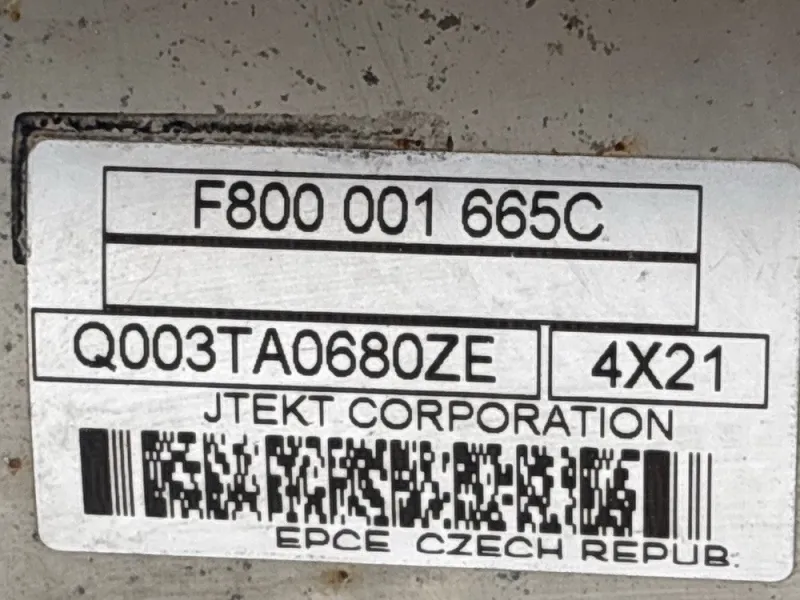 F800 001 665C
Q003TA0680ZE 4X21
JTEKT CORPORATION
EPCE CZECH REPUB.